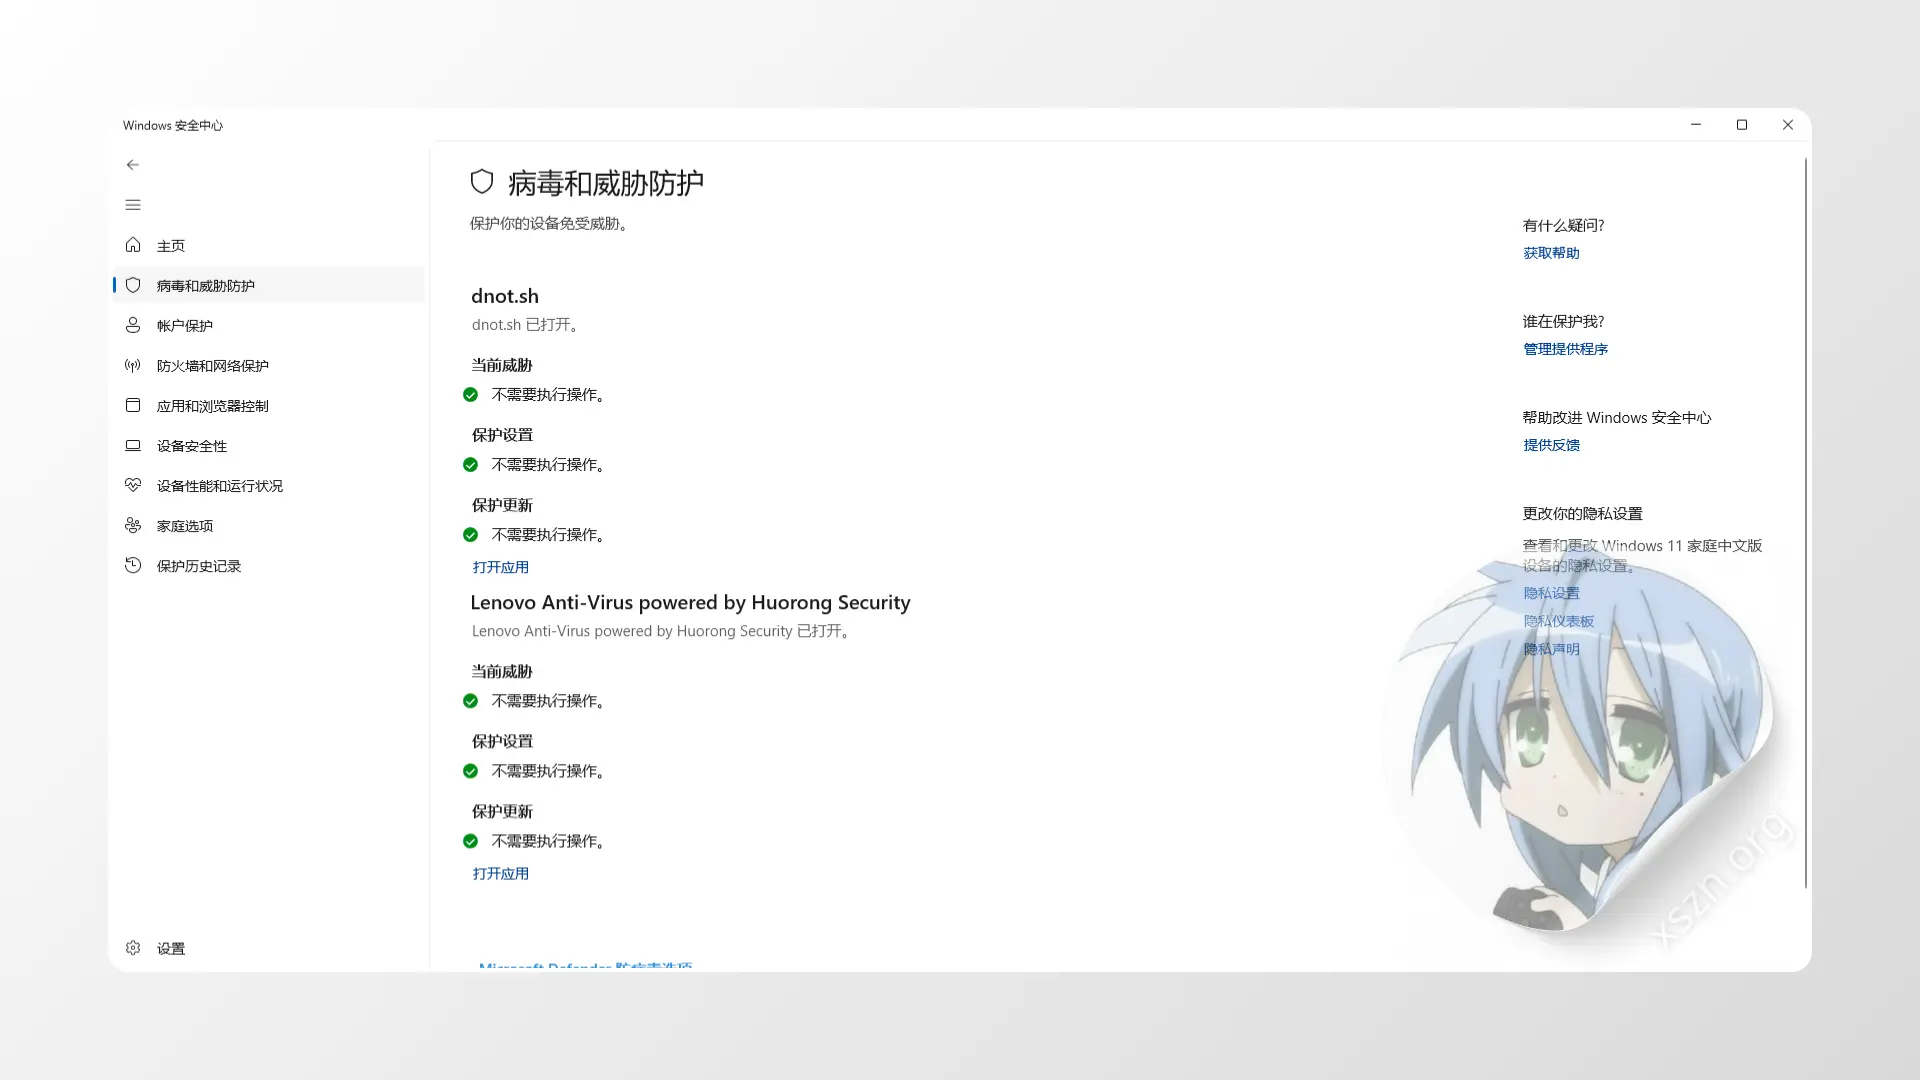 Windows 安全中心
主页
病毒和威胁防护
帐户保护
防火墙和网络保护
应用和浏览器控制
设备安全性
设备性能和运行状况
家庭选项
保护历史记录
设置
病毒和威胁防护
保护你的设备免受威胁。
dnot.sh
dnot.sh 已打开。
当前威胁
不需要执行操作。
保护设置
不需要执行操作。
保护更新
不需要执行操作。
打开应用
Lenovo Anti-Virus powered by Huorong Security
Lenovo Anti-Virus powered by Huorong Security 已打开。
当前威胁
不需要执行操作。
保护设置
不需要执行操作。
保护更新
不需要执行操作。
打开应用
Microsoft Defender 防病毒选项
有什么疑问?
获取帮助
谁在保护我?
管理提供程序
帮助改进 Windows 安全中心
提供反馈
更改你的隐私设置
查看和更改 Windows 11 家庭中文版
设备的隐私设置。
隐私设置
隐私仪表板
隐私声明
xszn.org